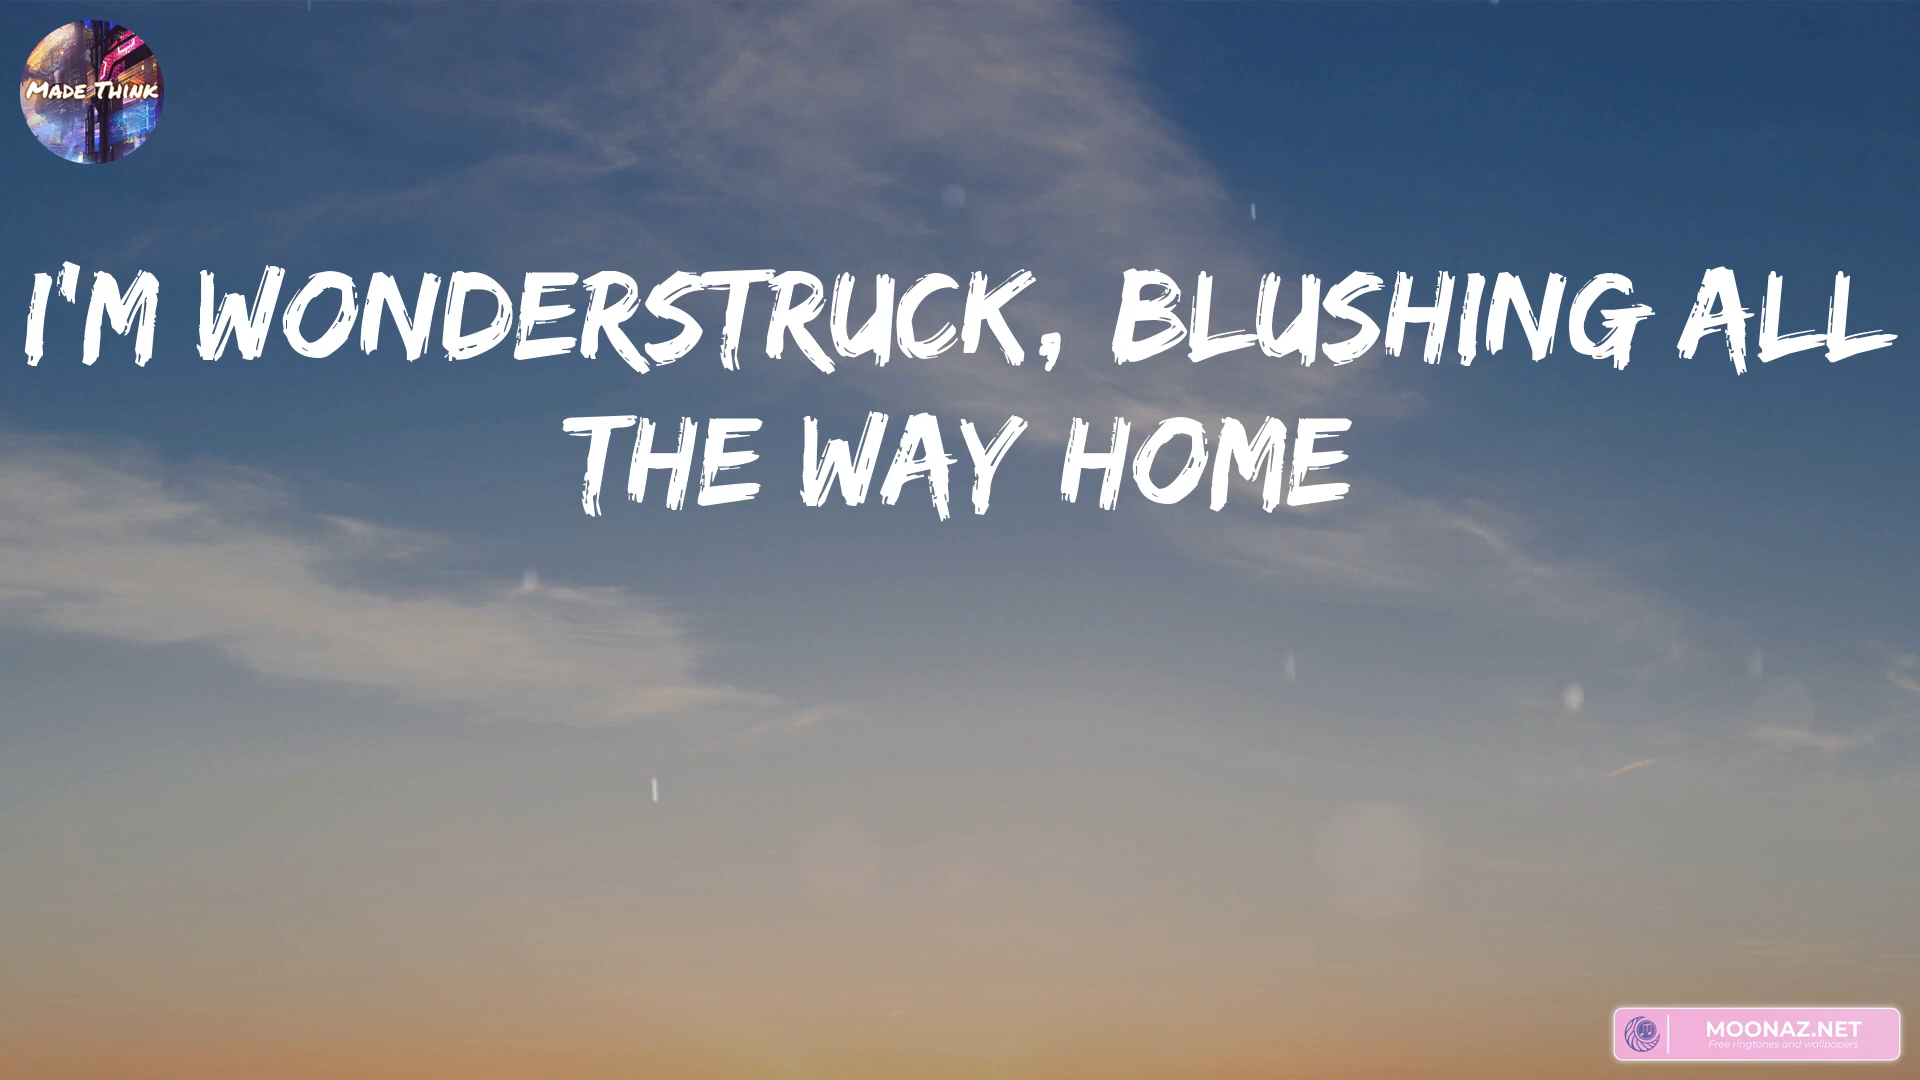 MADE THINK
I'M WONDERSTRUCK, BLUSHING ALL
THE WAY HOME
MOONAZ.NET
Free ringtones and wallpapers